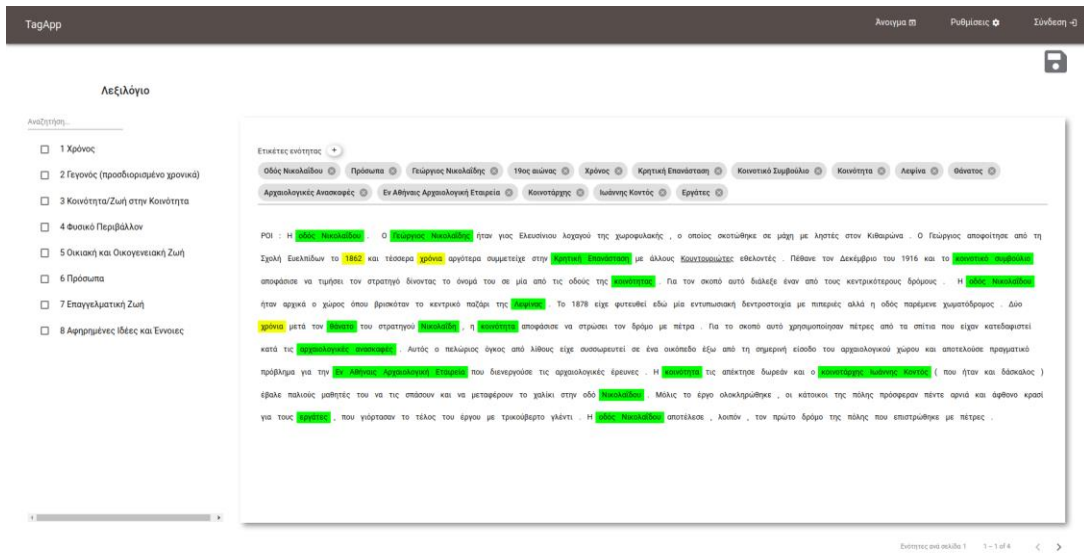 TagApp Άνοιγμα Ρυθμίσεις Σύνδεση
Λεξιλόγιο
Αναζήτηση...
1 Χρόνος
2 Γεγονός (προσδιορισμένο χρονικά)
3 Κοινότητα/Ζωή στην Κοινότητα
4 Φυσικό Περιβάλλον
5 Οικιακή και Οικογενειακή Ζωή
6 Πρόσωπα
7 Επαγγελματική Ζωή
8 Αφηρημένες Ιδέες και Έννοιες
Ετικέτες ενότητας +
Οδός Νικολαΐδου Πρόσωπα Γεώργιος Νικολαΐδης 19ος αιώνας Χρόνος Κρητική Επανάσταση Κοινοτικό Συμβούλιο Κοινότητα Λεψίνα Θάνατος
Αρχαιολογικές Ανασκαφές Εν Αθήναις Αρχαιολογική Εταιρεία Κοινοτάρχης Ιωάννης Κοντός Εργάτες
POI : Η οδός Νικολαΐδου . Ο Γεώργιος Νικολαΐδης ήταν γιος Ελευσίνιου λοχαγού της χωροφυλακής , ο οποίος σκοτώθηκε σε μάχη με ληστές στον Κιθαιρώνα . Ο Γεώργιος αποφοίτησε από τη
Σχολή Ευελπίδων το 1862 και τέσσερα χρόνια αργότερα συμμετείχε στην Κρητική Επανάσταση με άλλους Κουντουριώτες εθελοντές . Πέθανε τον Δεκέμβριο του 1916 και το κοινοτικό συμβούλιο
αποφάσισε να τιμήσει τον στρατηγό δίνοντας το όνομά του σε μία από τις οδούς της κοινότητας . Για τον σκοπό αυτό διάλεξε έναν από τους κεντρικότερους δρόμους . Η οδός Νικολαΐδου
ήταν αρχικά ο χώρος όπου βρισκόταν το κεντρικό παζάρι της Λεψίνας . Το 1878 είχε φυτευθεί εδώ μία εντυπωσιακή δεντροστοιχία με πιπεριές αλλά η οδός παρέμενε χωματόδρομος . Δύο
χρόνια μετά τον θάνατο του στρατηγού Νικολαΐδη , η κοινότητα αποφάσισε να στρώσει τον δρόμο με πέτρα . Για το σκοπό αυτό χρησιμοποίησαν πέτρες από τα σπίτια που είχαν κατεδαφιστεί
κατά τις αρχαιολογικές ανασκαφές . Αυτός ο πελώριος όγκος από λίθους είχε συσσωρευτεί σε ένα οικόπεδο έξω από τη σημερινή είσοδο του αρχαιολογικού χώρου και αποτελούσε πραγματικό
πρόβλημα για την Εν Αθήναις Αρχαιολογική Εταιρεία που διενεργούσε τις αρχαιολογικές έρευνες . Η κοινότητα τις απέκτησε δωρεάν και ο κοινοτάρχης Ιωάννης Κοντός ( που ήταν και δάσκαλος )
έβαλε παλιούς μαθητές του να τις σπάσουν και να μεταφέρουν το χαλίκι στην οδό Νικολαΐδου . Μόλις το έργο ολοκληρώθηκε , οι κάτοικοι της πόλης πρόσφεραν πέντε αρνιά και άφθονο κρασί
για τους εργάτες , που γιόρτασαν το τέλος του έργου με τρικούβερτο γλέντι . Η οδός Νικολαΐδου αποτέλεσε , λοιπόν , τον πρώτο δρόμο της πόλης που επιστρώθηκε με πέτρες .
Ενότητες ανά σελίδα 1 1 – 1 of 4